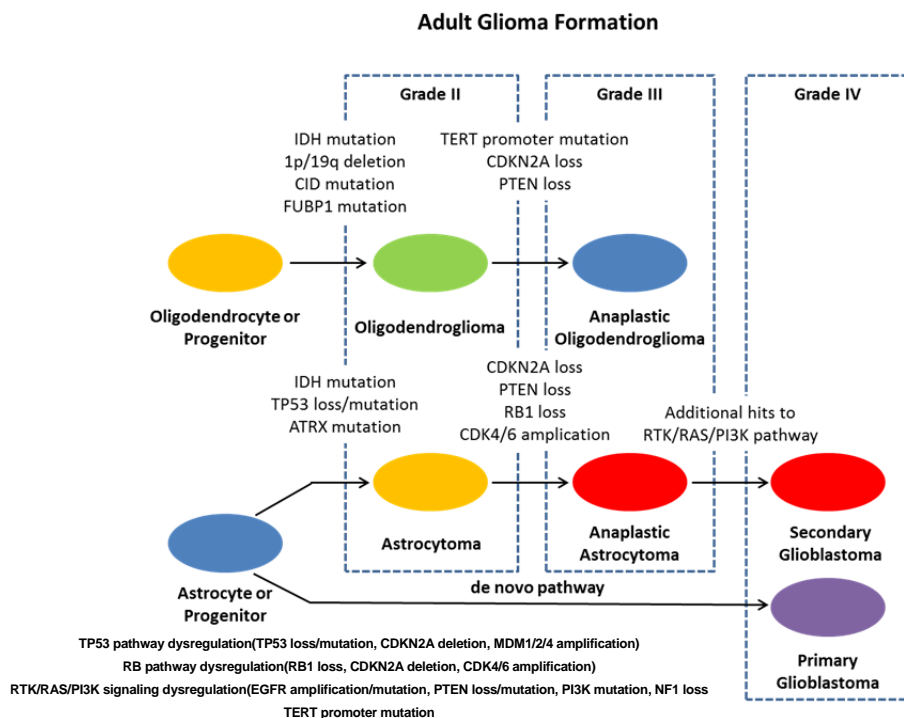 Adult Glioma Formation
Grade II
Grade III
Grade IV
IDH mutation
1p/19q deletion
CID mutation
FUBP1 mutation
TERT promoter mutation
CDKN2A loss
PTEN loss
Oligodendrocyte or
Progenitor
Oligodendroglioma
Anaplastic
Oligodendroglioma
IDH mutation
TP53 loss/mutation
ATRX mutation
CDKN2A loss
PTEN loss
RB1 loss
CDK4/6 amplication
Additional hits to
RTK/RAS/PI3K pathway
Astrocytoma
Anaplastic
Astrocytoma
Secondary
Glioblastoma
Astrocyte or
Progenitor
de novo pathway
Primary
Glioblastoma
TP53 pathway dysregulation(TP53 loss/mutation, CDKN2A deletion, MDM1/2/4 amplification)
RB pathway dysregulation(RB1 loss, CDKN2A deletion, CDK4/6 amplification)
RTK/RAS/PI3K signaling dysregulation(EGFR amplification/mutation, PTEN loss/mutation, PI3K mutation, NF1 loss
TERT promoter mutation